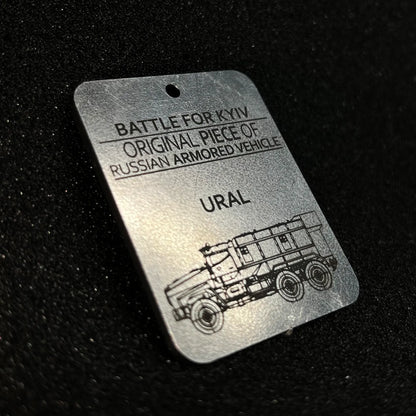 BATTLE FOR KYIV
ORIGINAL PIECE OF
RUSSIAN ARMORED VEHICLE
URAL